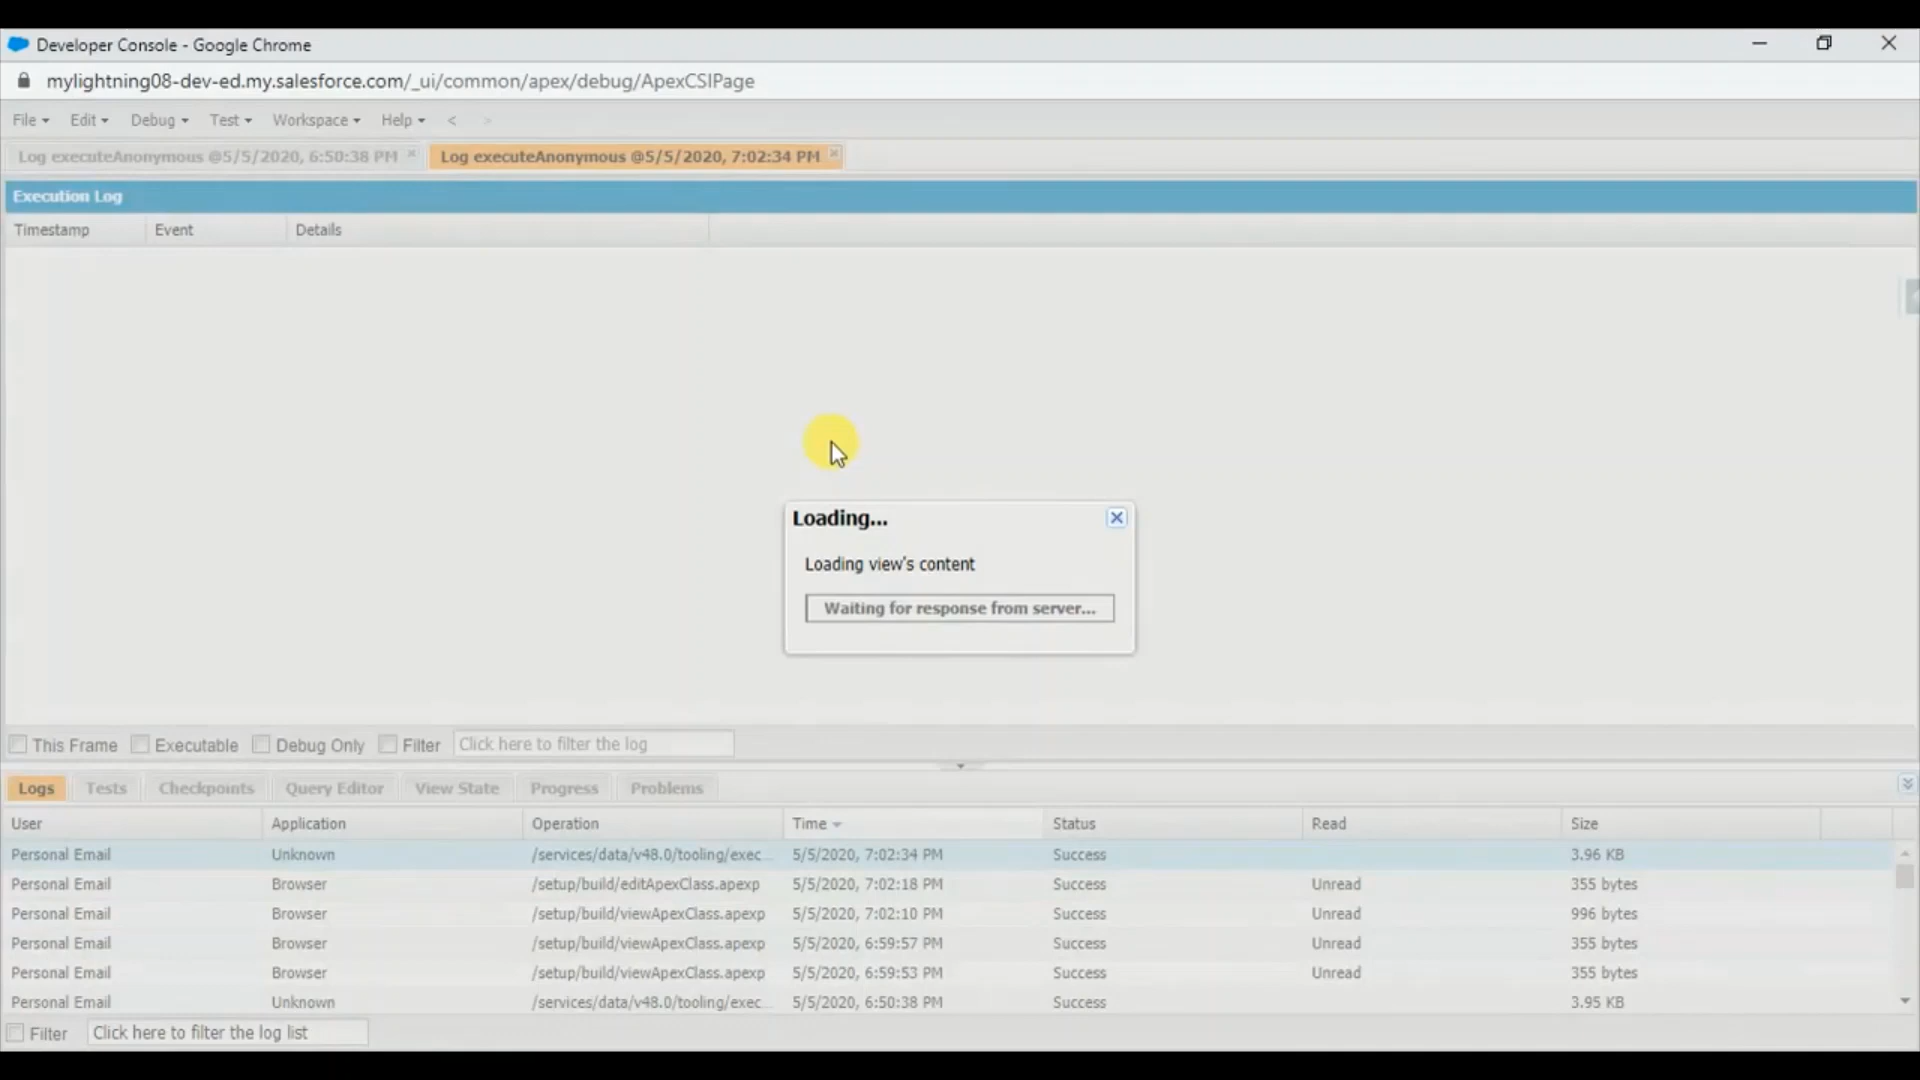 Developer Console - Google Chrome
mylightning08-dev-ed.my.salesforce.com/_ui/common/apex/debug/ApexCSIPage
File Edit Debug Test Workspace Help < >
Log executeAnonymous @5/5/2020, 6:50:38 PM Log executeAnonymous @5/5/2020, 7:02:34 PM
Execution Log
Timestamp Event Details
Loading...
Loading view's content
Waiting for response from server...
This Frame Executable Debug Only Filter Click here to filter the log
Logs Tests Checkpoints Query Editor View State Progress Problems
User Application Operation Time Status Read Size
Personal Email Unknown /services/data/v48.0/tooling/exec... 5/5/2020, 7:02:34 PM Success 3.96 KB
Personal Email Browser /setup/build/editApexClass.apexp 5/5/2020, 7:02:18 PM Success Unread 355 bytes
Personal Email Browser /setup/build/viewApexClass.apexp 5/5/2020, 7:02:10 PM Success Unread 996 bytes
Personal Email Browser /setup/build/viewApexClass.apexp 5/5/2020, 6:59:57 PM Success Unread 355 bytes
Personal Email Browser /setup/build/viewApexClass.apexp 5/5/2020, 6:59:53 PM Success Unread 355 bytes
Personal Email Unknown /services/data/v48.0/tooling/exec... 5/5/2020, 6:50:38 PM Success 3.95 KB
Filter Click here to filter the log list